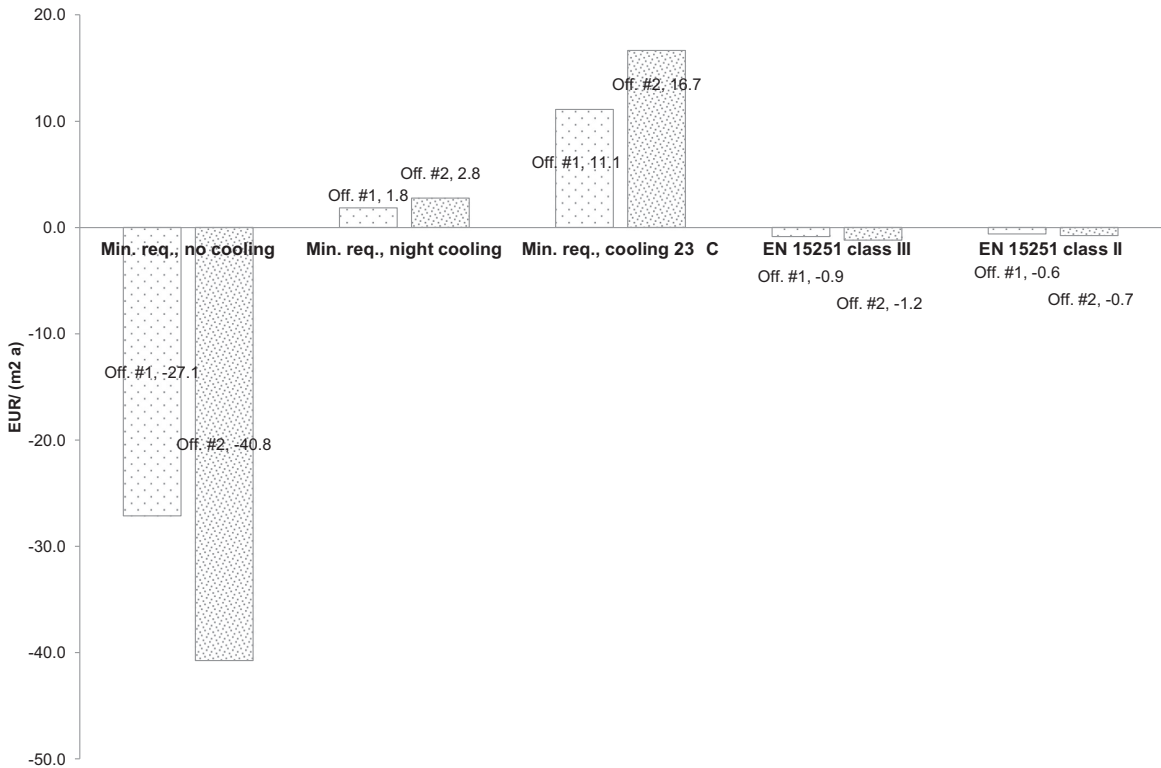 20.0
10.0
0.0
-10.0
-20.0
-30.0
-40.0
-50.0
EUR/ (m2 a)
Off. #1, -27.1
Off. #2, -40.8
Off. #1, 1.8
Off. #2, 2.8
Off. #1, 11.1
Off. #2, 16.7
Off. #1, -0.9
Off. #2, -1.2
Off. #1, -0.6
Off. #2, -0.7
Min. req., no cooling
Min. req., night cooling
Min. req., cooling 23 C
EN 15251 class III
EN 15251 class II